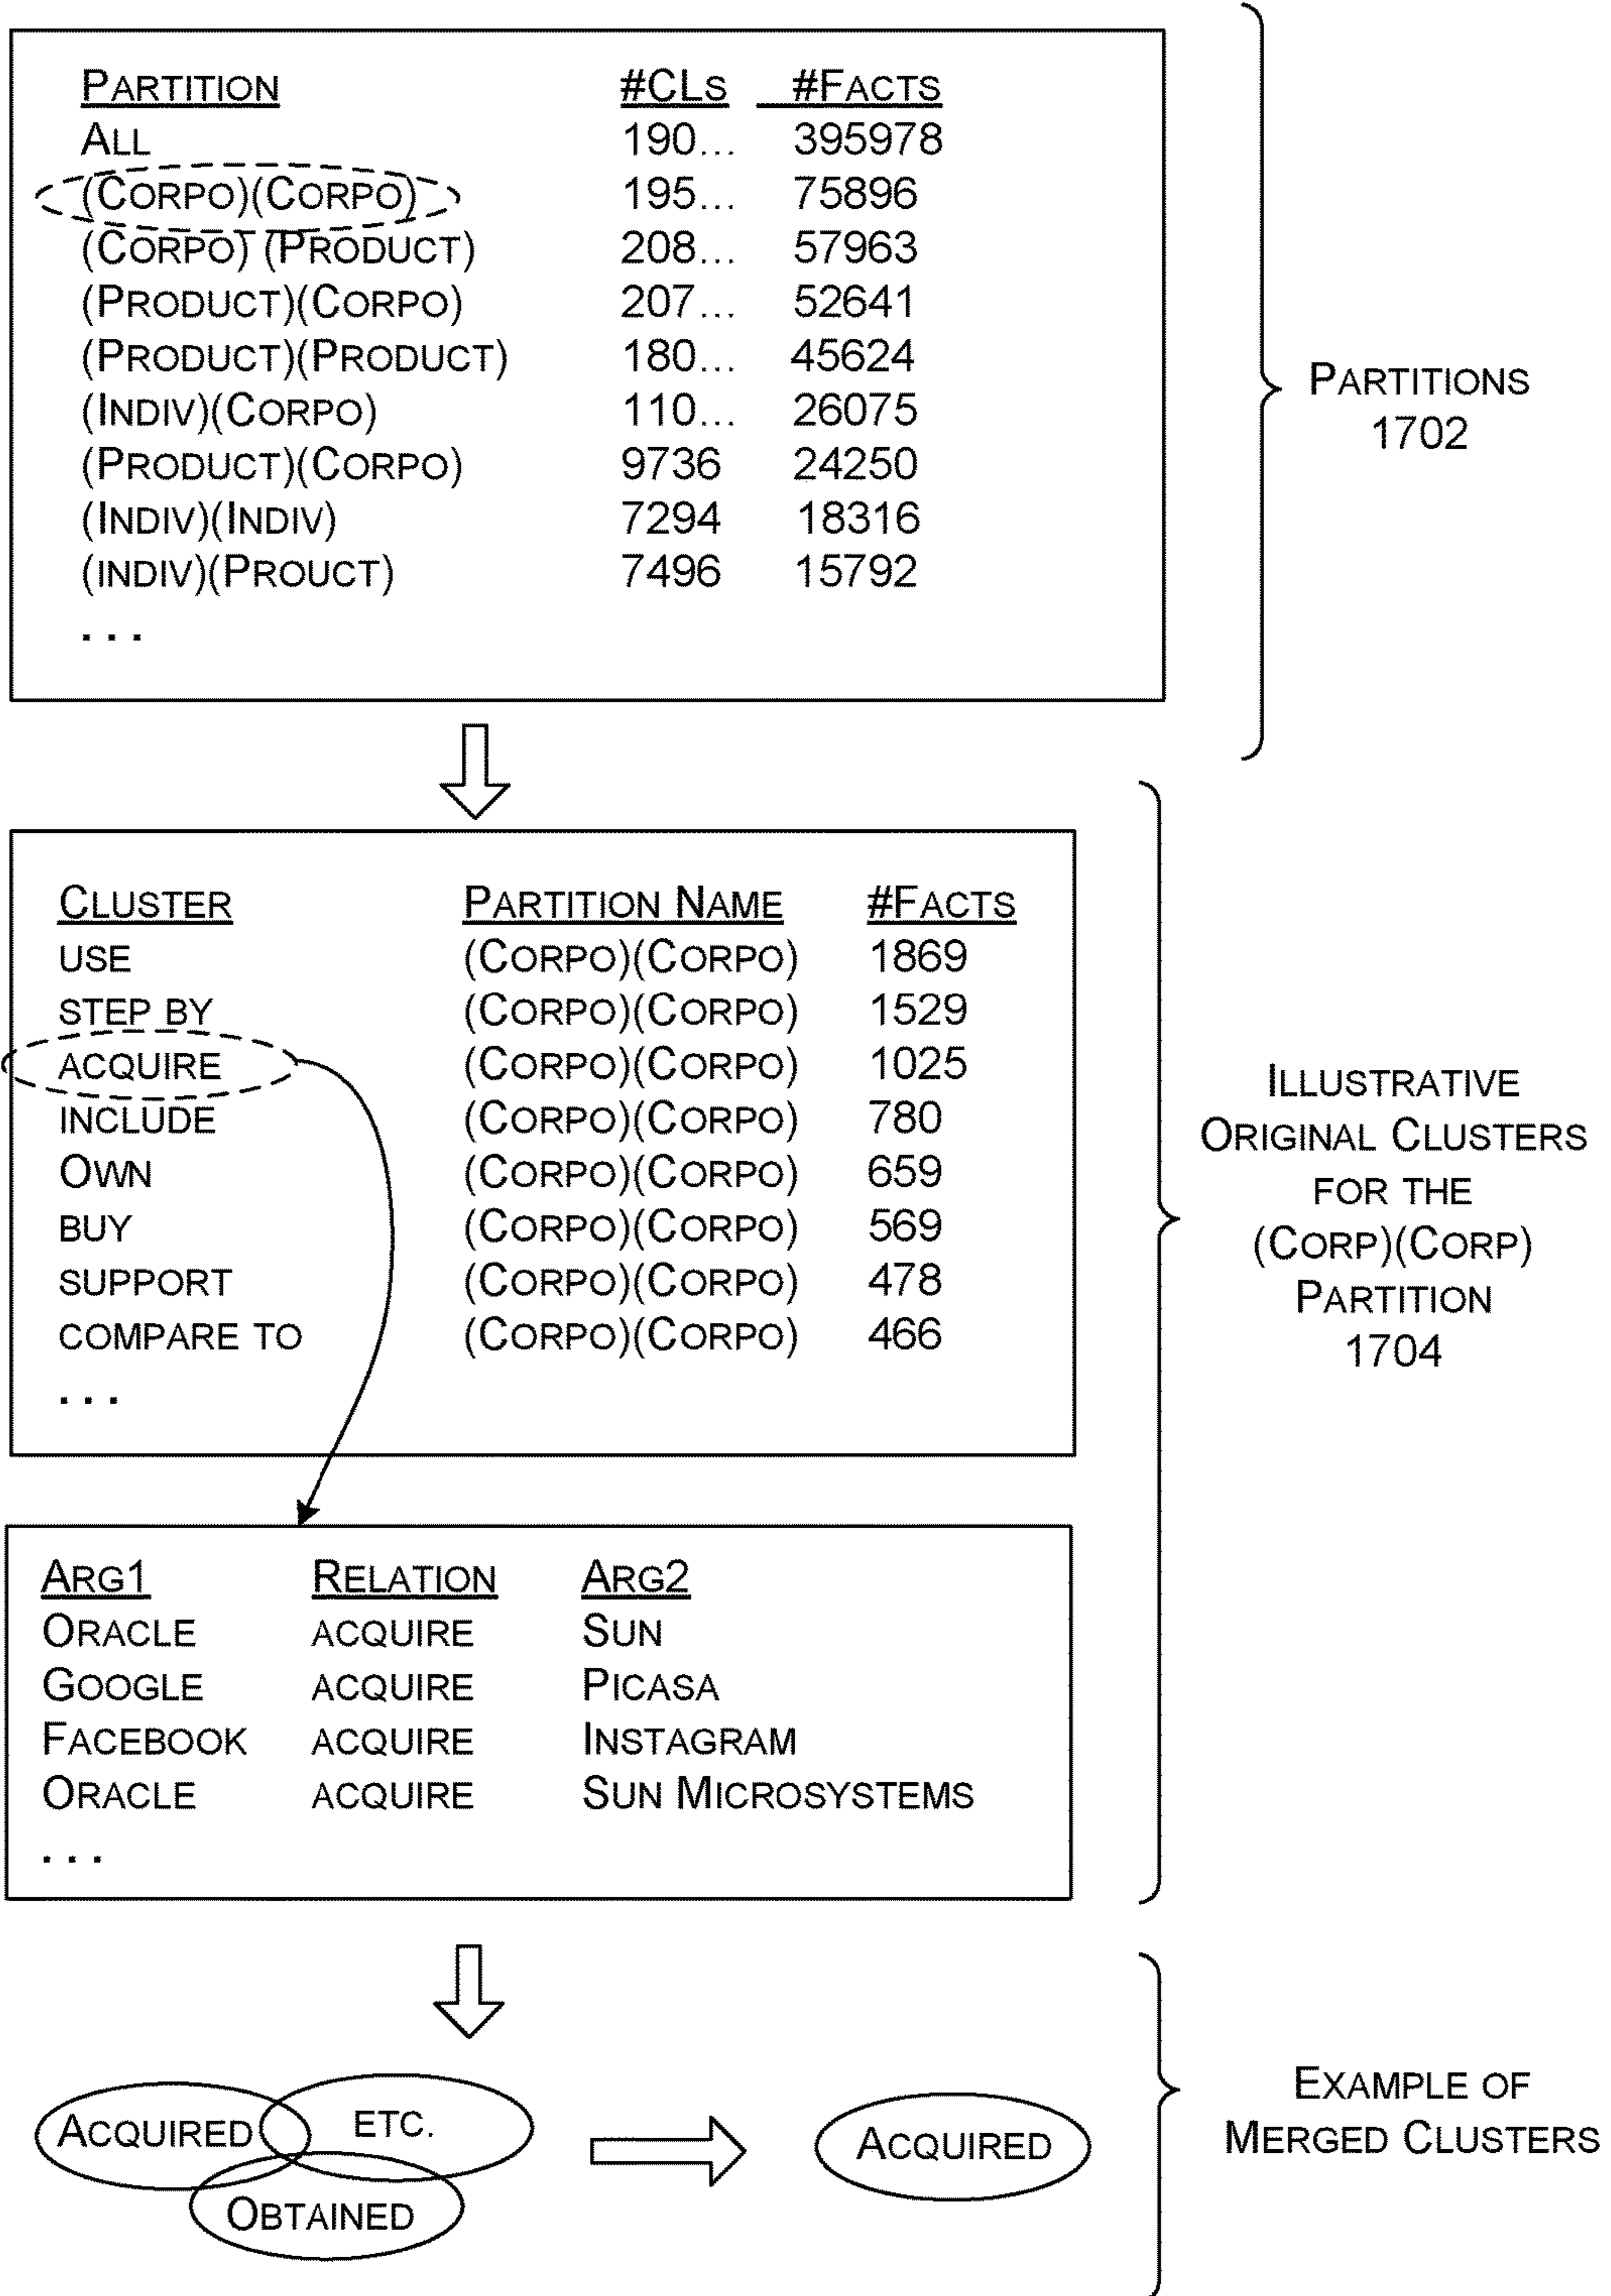 PARTITION #CLS #FACTS
ALL 190... 395978
(CORPO)(CORPO) 195... 75896
(CORPO) (PRODUCT) 208... 57963
(PRODUCT)(CORPO) 207... 52641
(PRODUCT)(PRODUCT) 180... 45624
(INDIV)(CORPO) 110... 26075
(PRODUCT)(CORPO) 9736 24250
(INDIV)(INDIV) 7294 18316
(INDIV)(PROUCT) 7496 15792
...
PARTITIONS
1702
CLUSTER PARTITION NAME #FACTS
USE (CORPO)(CORPO) 1869
STEP BY (CORPO)(CORPO) 1529
ACQUIRE (CORPO)(CORPO) 1025
INCLUDE (CORPO)(CORPO) 780
OWN (CORPO)(CORPO) 659
BUY (CORPO)(CORPO) 569
SUPPORT (CORPO)(CORPO) 478
COMPARE TO (CORPO)(CORPO) 466
...
ARG1 RELATION ARG2
ORACLE ACQUIRE SUN
GOOGLE ACQUIRE PICASA
FACEBOOK ACQUIRE INSTAGRAM
ORACLE ACQUIRE SUN MICROSYSTEMS
...
ILLUSTRATIVE
ORIGINAL CLUSTERS
FOR THE
(CORP)(CORP)
PARTITION
1704
ACQUIRED
ETC.
OBTAINED
ACQUIRED
EXAMPLE OF
MERGED CLUSTERS